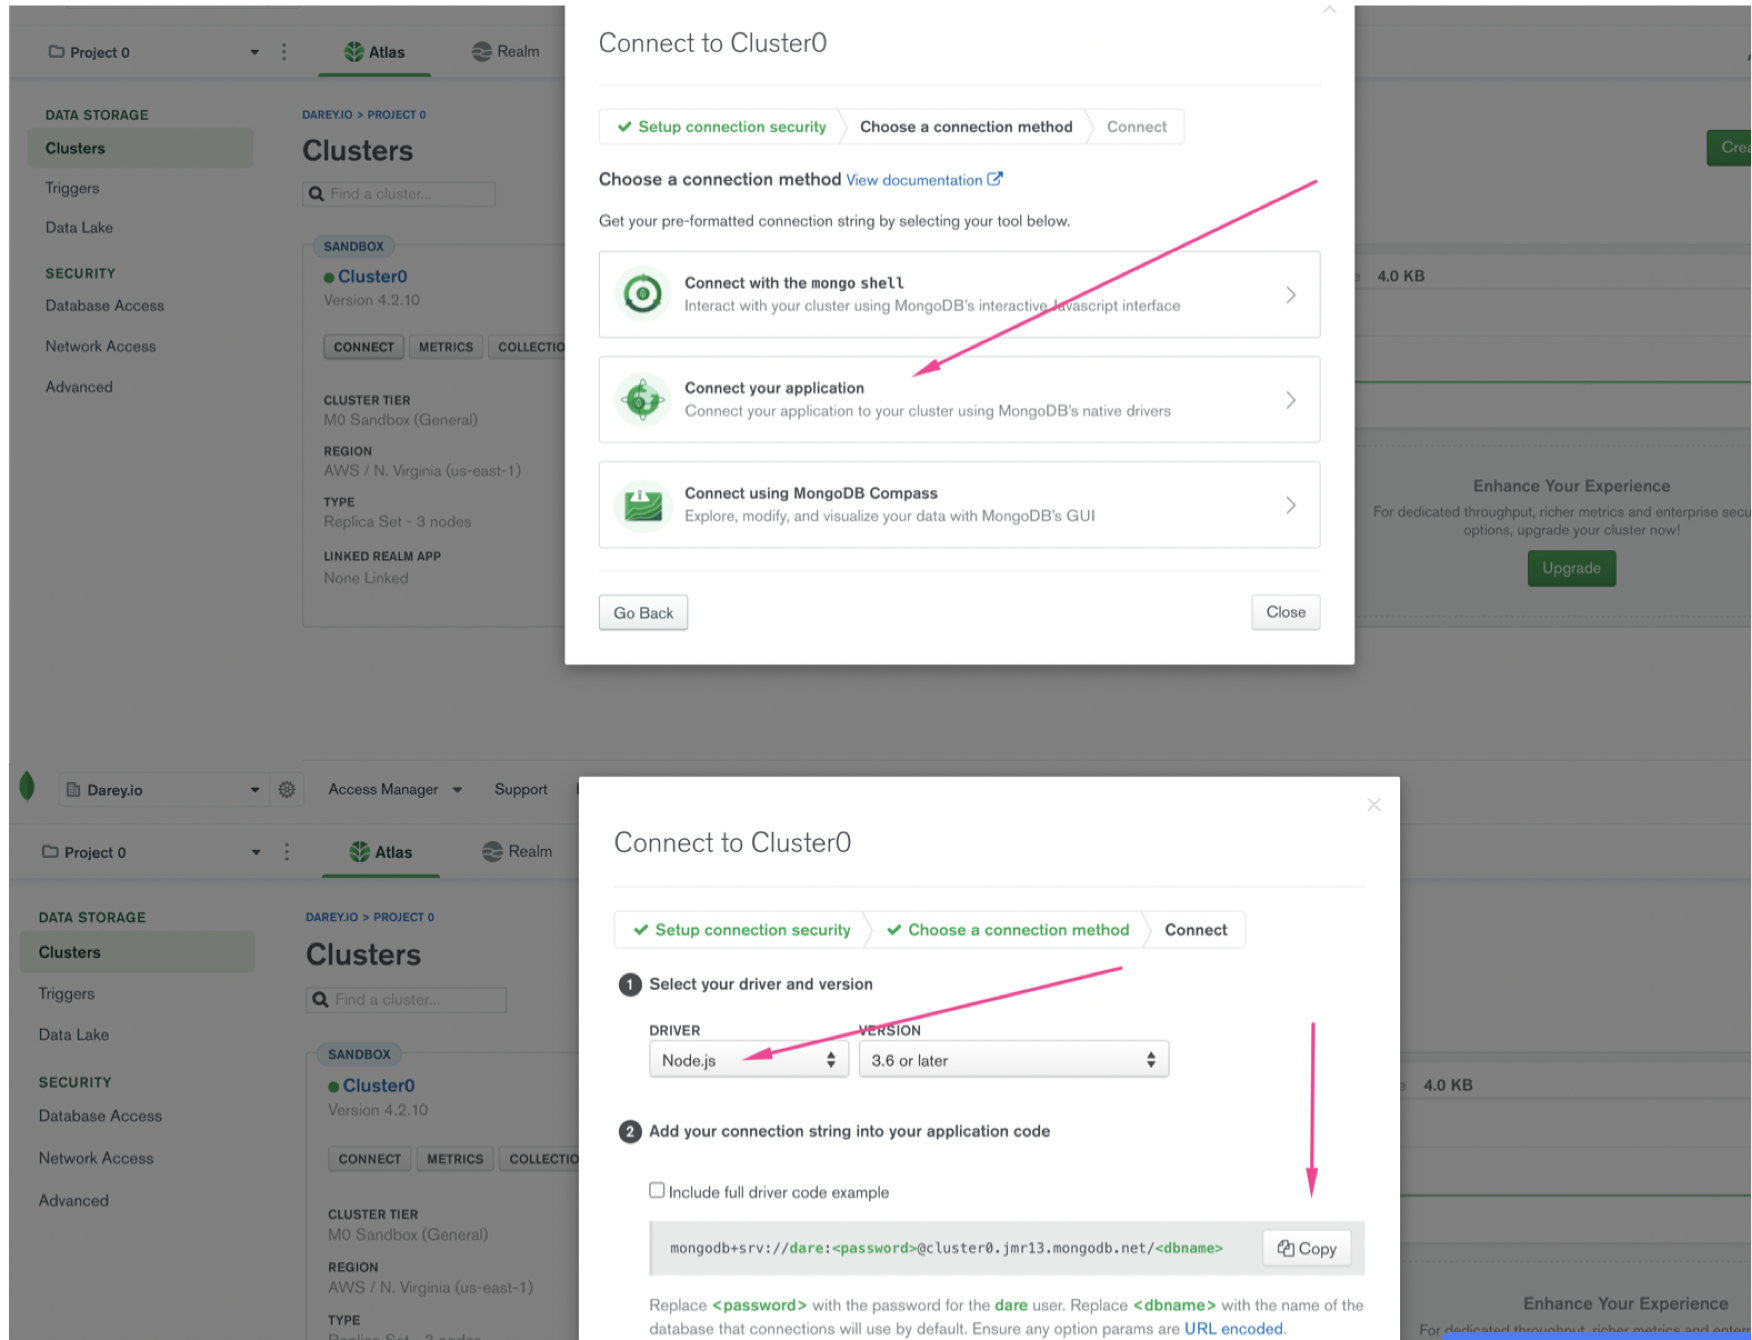 Project 0
Atlas
Realm
DATA STORAGE
Clusters
Triggers
Data Lake
SECURITY
Database Access
Network Access
Advanced
DAREY.IO > PROJECT 0
Clusters
Find a cluster...
SANDBOX
Cluster0
Version 4.2.10
CONNECT METRICS COLLECTIO
CLUSTER TIER
M0 Sandbox (General)
REGION
AWS / N. Virginia (us-east-1)
TYPE
Replica Set - 3 nodes
LINKED REALM APP
None Linked
Connect to Cluster0
Setup connection security Choose a connection method Connect
Choose a connection method View documentation
Get your pre-formatted connection string by selecting your tool below.
Connect with the mongo shell
Interact with your cluster using MongoDB's interactive Javascript interface
Connect your application
Connect your application to your cluster using MongoDB's native drivers
Connect using MongoDB Compass
Explore, modify, and visualize your data with MongoDB's GUI
Go Back
Close
Crea
4.0 KB
Enhance Your Experience
For dedicated throughput, richer metrics and enterprise secu
options, upgrade your cluster now!
Upgrade
Darey.io
Access Manager
Support
Project 0
Atlas
Realm
DATA STORAGE
Clusters
Triggers
Data Lake
SECURITY
Database Access
Network Access
Advanced
DAREY.IO > PROJECT 0
Clusters
Find a cluster...
SANDBOX
Cluster0
Version 4.2.10
CONNECT METRICS COLLECTIO
CLUSTER TIER
M0 Sandbox (General)
REGION
AWS / N. Virginia (us-east-1)
TYPE
Replica Set - 3 nodes
Connect to Cluster0
Setup connection security Choose a connection method Connect
1 Select your driver and version
DRIVER VERSION
Node.js 3.6 or later
2 Add your connection string into your application code
Include full driver code example
mongodb+srv://dare:<password>@cluster0.jmr13.mongodb.net/<dbname>
Copy
Replace <password> with the password for the dare user. Replace <dbname> with the name of the
database that connections will use by default. Ensure any option params are URL encoded.
4.0 KB
Enhance Your Experience
For dedicated throughput, richer metrics and enter